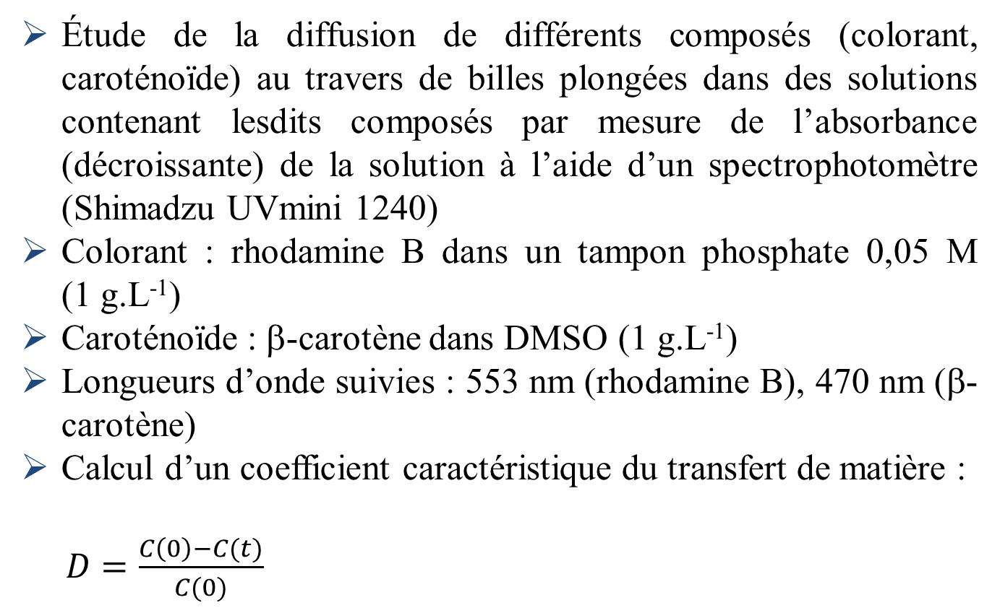 ➢ Étude de la diffusion de différents composés (colorant,
caroténoïde) au travers de billes plongées dans des solutions
contenant lesdits composés par mesure de l’absorbance
(décroissante) de la solution à l’aide d’un spectrophotomètre
(Shimadzu UVmini 1240)
➢ Colorant : rhodamine B dans un tampon phosphate 0,05 M
(1 g.L⁻¹)
➢ Caroténoïde : β-carotène dans DMSO (1 g.L⁻¹)
➢ Longueurs d’onde suivies : 553 nm (rhodamine B), 470 nm (β-
carotène)
➢ Calcul d’un coefficient caractéristique du transfert de matière :
D = (C(0)−C(t))/C(0)